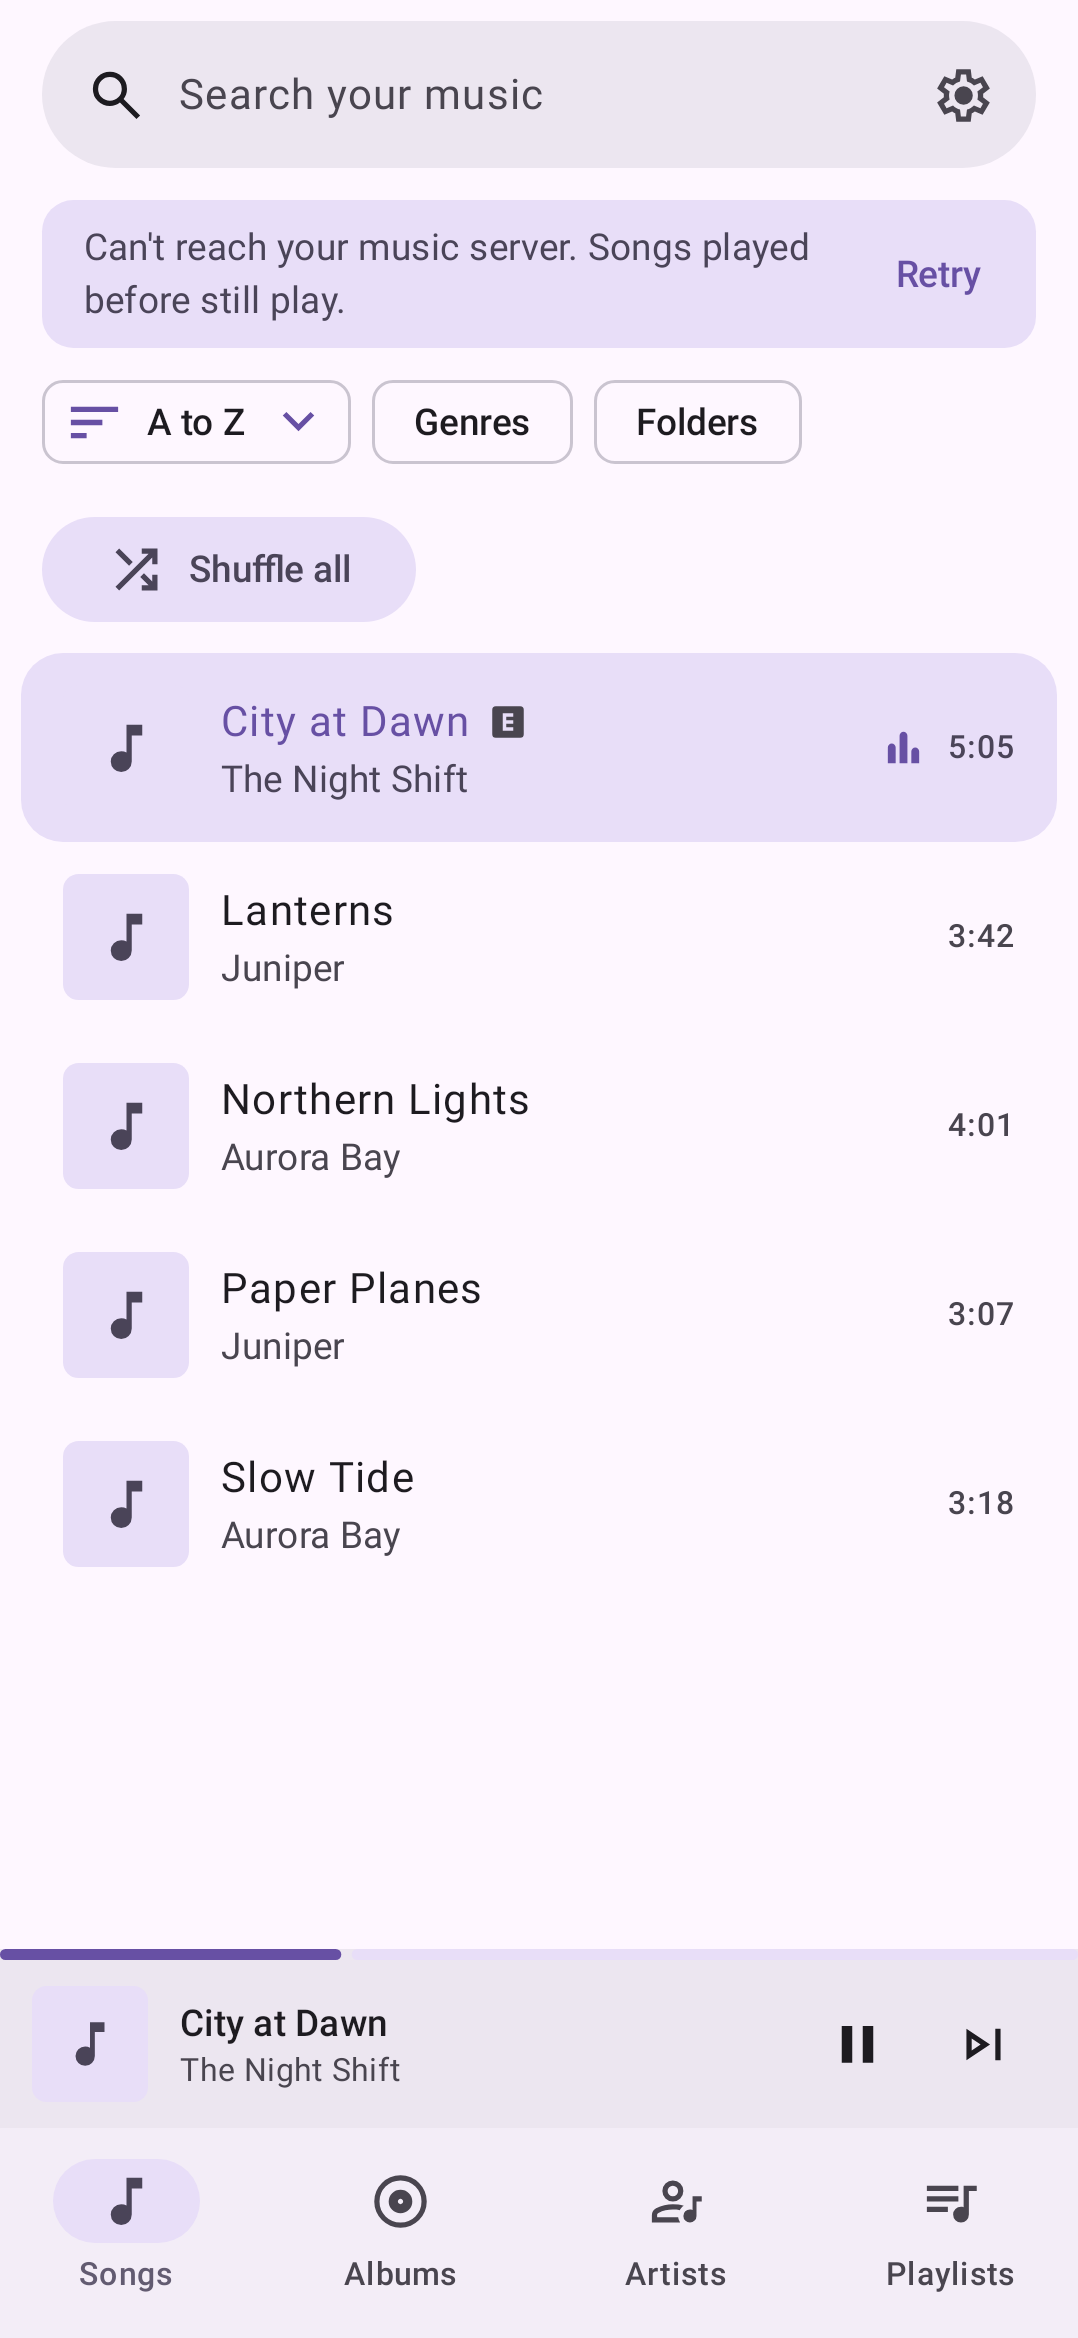 Search your music
Can't reach your music server. Songs played
before still play.
Retry
A to Z
Genres
Folders
Shuffle all
City at Dawn E
The Night Shift
5:05
Lanterns
Juniper
3:42
Northern Lights
Aurora Bay
4:01
Paper Planes
Juniper
3:07
Slow Tide
Aurora Bay
3:18
City at Dawn
The Night Shift
Songs
Albums
Artists
Playlists